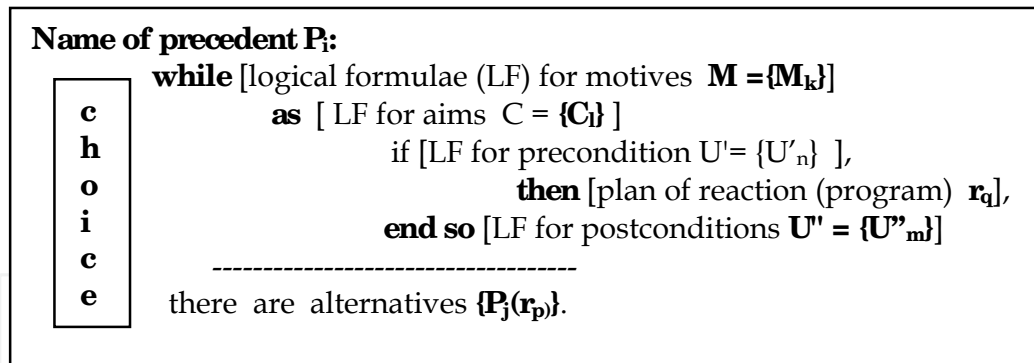 Name of precedent Pi:
while [logical formulae (LF) for motives M ={Mk}]
as [ LF for aims C = {Cl} ]
if [LF for precondition U'= {U'n} ],
then [plan of reaction (program) rq],
end so [LF for postconditions U" = {U"m}]
-----------------------------------
there are alternatives {Pj(rp)}.
c
h
o
i
c
e